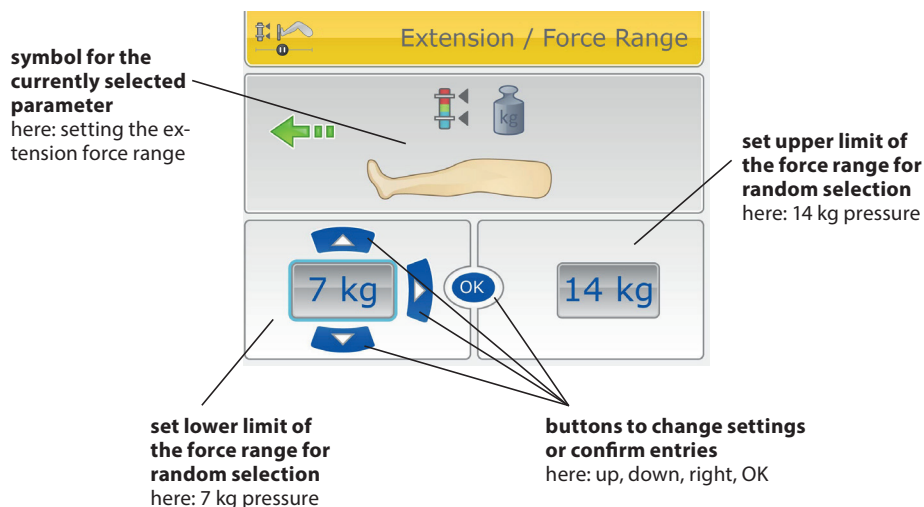 Extension / Force Range
symbol for the
currently selected
parameter
here: setting the ex-
tension force range
kg
set upper limit of
the force range for
random selection
here: 14 kg pressure
7 kg
OK
14 kg
set lower limit of
the force range for
random selection
here: 7 kg pressure
buttons to change settings
or confirm entries
here: up, down, right, OK